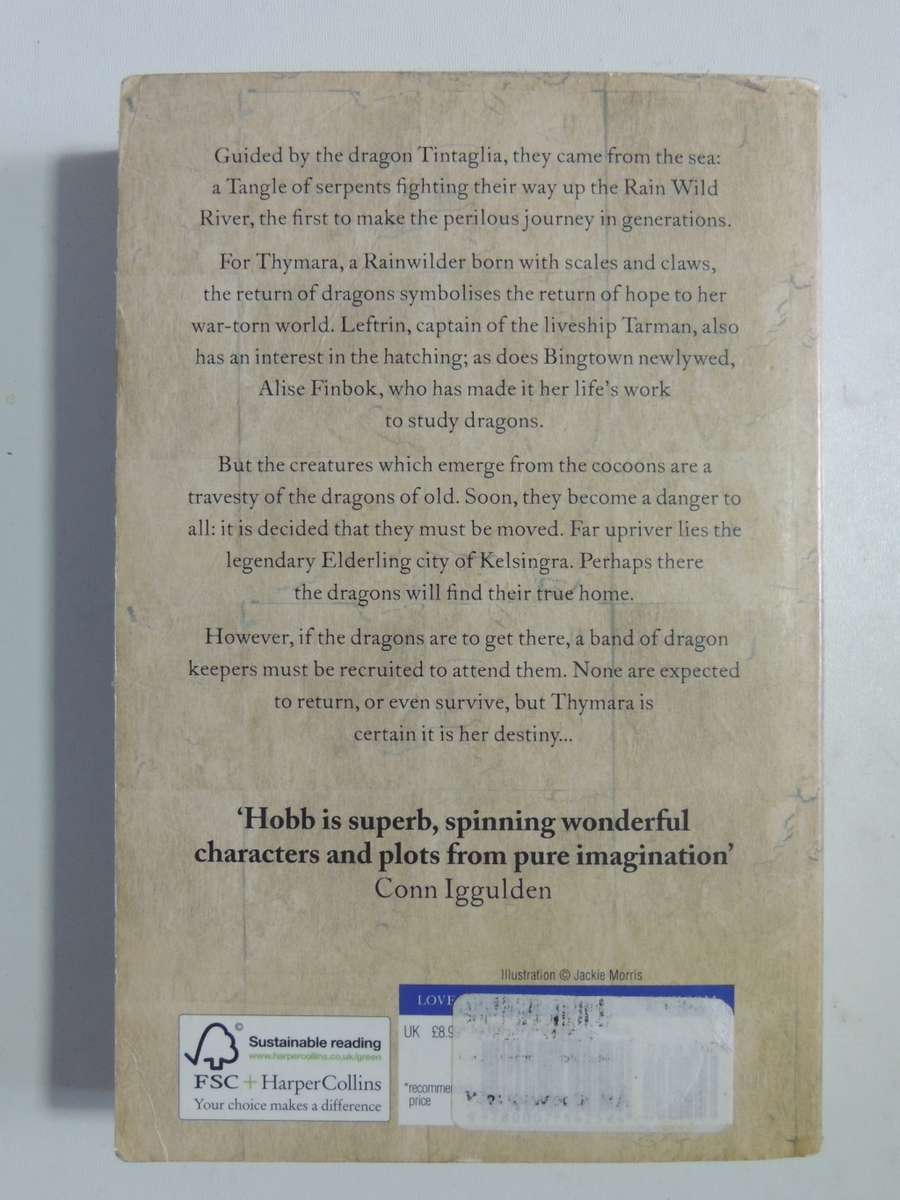 Guided by the dragon Tintaglia, they came from the sea:
a Tangle of serpents fighting their way up the Rain Wild
River, the first to make the perilous journey in generations.
For Thymara, a Rainwilder born with scales and claws,
the return of dragons symbolises the return of hope to her
war-torn world. Leftrin, captain of the liveship Tarman, also
has an interest in the hatching; as does Bingtown newlywed,
Alise Finbok, who has made it her life's work
to study dragons.
But the creatures which emerge from the cocoons are a
travesty of the dragons of old. Soon, they become a danger to
all: it is decided that they must be moved. Far upriver lies the
legendary Elderling city of Kelsingra. Perhaps there
the dragons will find their true home.
However, if the dragons are to get there, a band of dragon
keepers must be recruited to attend them. None are expected
to return, or even survive, but Thymara is
certain it is her destiny...
‘Hobb is superb, spinning wonderful
characters and plots from pure imagination’
Conn Iggulden
Illustration © Jackie Morris
LOVE
UK £8.9
*recomme
price
Sustainable reading
www.harpercollins.co.uk/green
FSC + HarperCollins
Your choice makes a difference